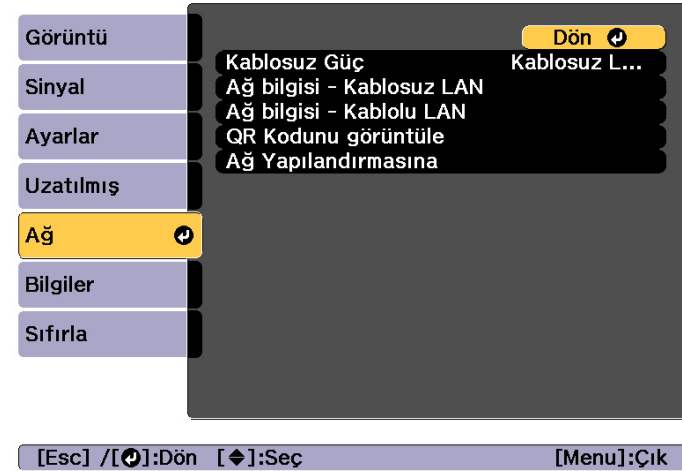 Görüntü
Sinyal
Ayarlar
Uzatılmış
Ağ
Bilgiler
Sıfırla
Dön
Kablosuz Güç Kablosuz L...
Ağ bilgisi - Kablosuz LAN
Ağ bilgisi - Kablolu LAN
QR Kodunu görüntüle
Ağ Yapılandırmasına
[Esc] /[⏎]:Dön [◆]:Seç [Menu]:Çık